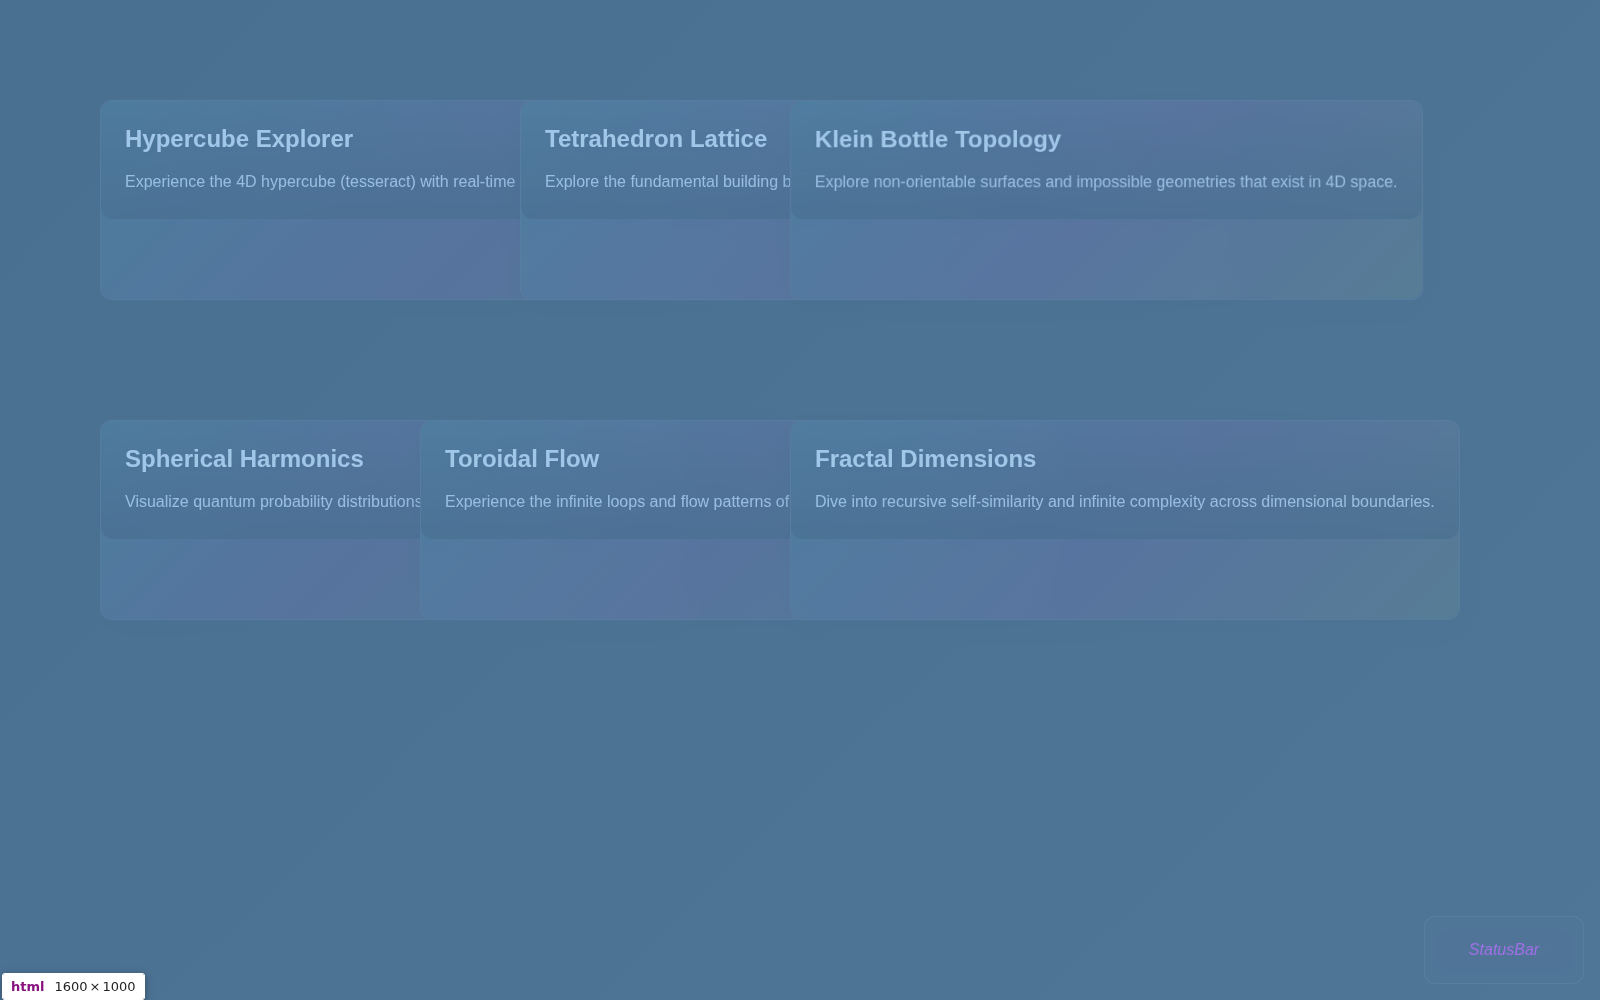 Hypercube Explorer
Experience the 4D hypercube (tesseract) with real-time
Tetrahedron Lattice
Explore the fundamental building b
Klein Bottle Topology
Explore non-orientable surfaces and impossible geometries that exist in 4D space.
Spherical Harmonics
Visualize quantum probability distributions
Toroidal Flow
Experience the infinite loops and flow patterns of
Fractal Dimensions
Dive into recursive self-similarity and infinite complexity across dimensional boundaries.
StatusBar
html 1600 × 1000